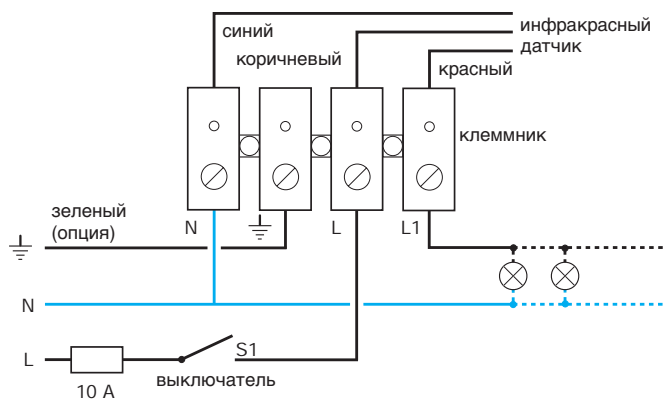 синий
инфракрасный
датчик
коричневый
красный
клеммник
зеленый
(опция)
N
L
L1
N
L
S1
выключатель
10 А